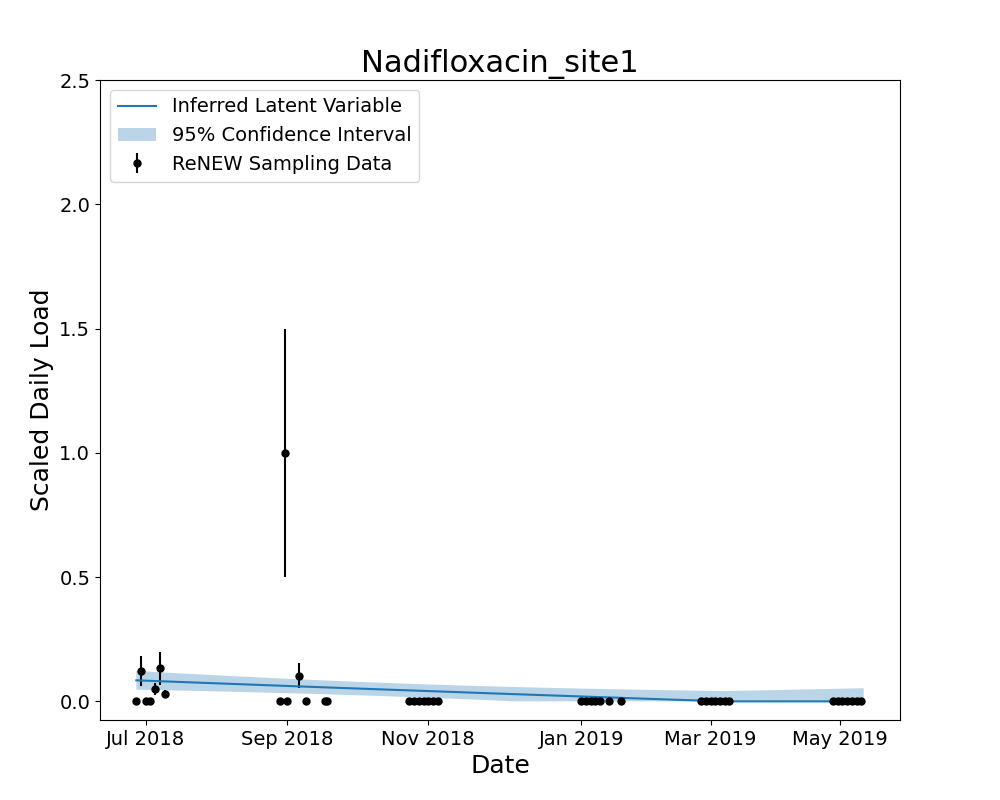 Nadifloxacin_site1
2.5
Inferred Latent Variable
95% Confidence Interval
ReNEW Sampling Data
2.0
1.5
1.0
0.5
0.0
Scaled Daily Load
Jul 2018 Sep 2018 Nov 2018 Jan 2019 Mar 2019 May 2019
Date